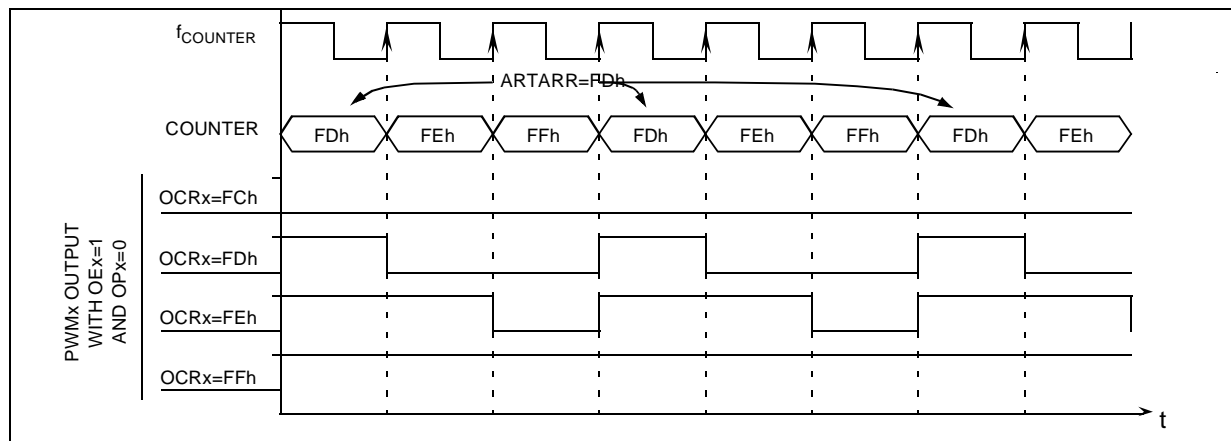 fCOUNTER
ARTARR=FDh
COUNTER
FDh FEh FFh FDh FEh FFh FDh FEh
OCRx=FCh
OCRx=FDh
OCRx=FEh
OCRx=FFh
PWMx OUTPUT
WITH OEx=1
AND OPx=0
t